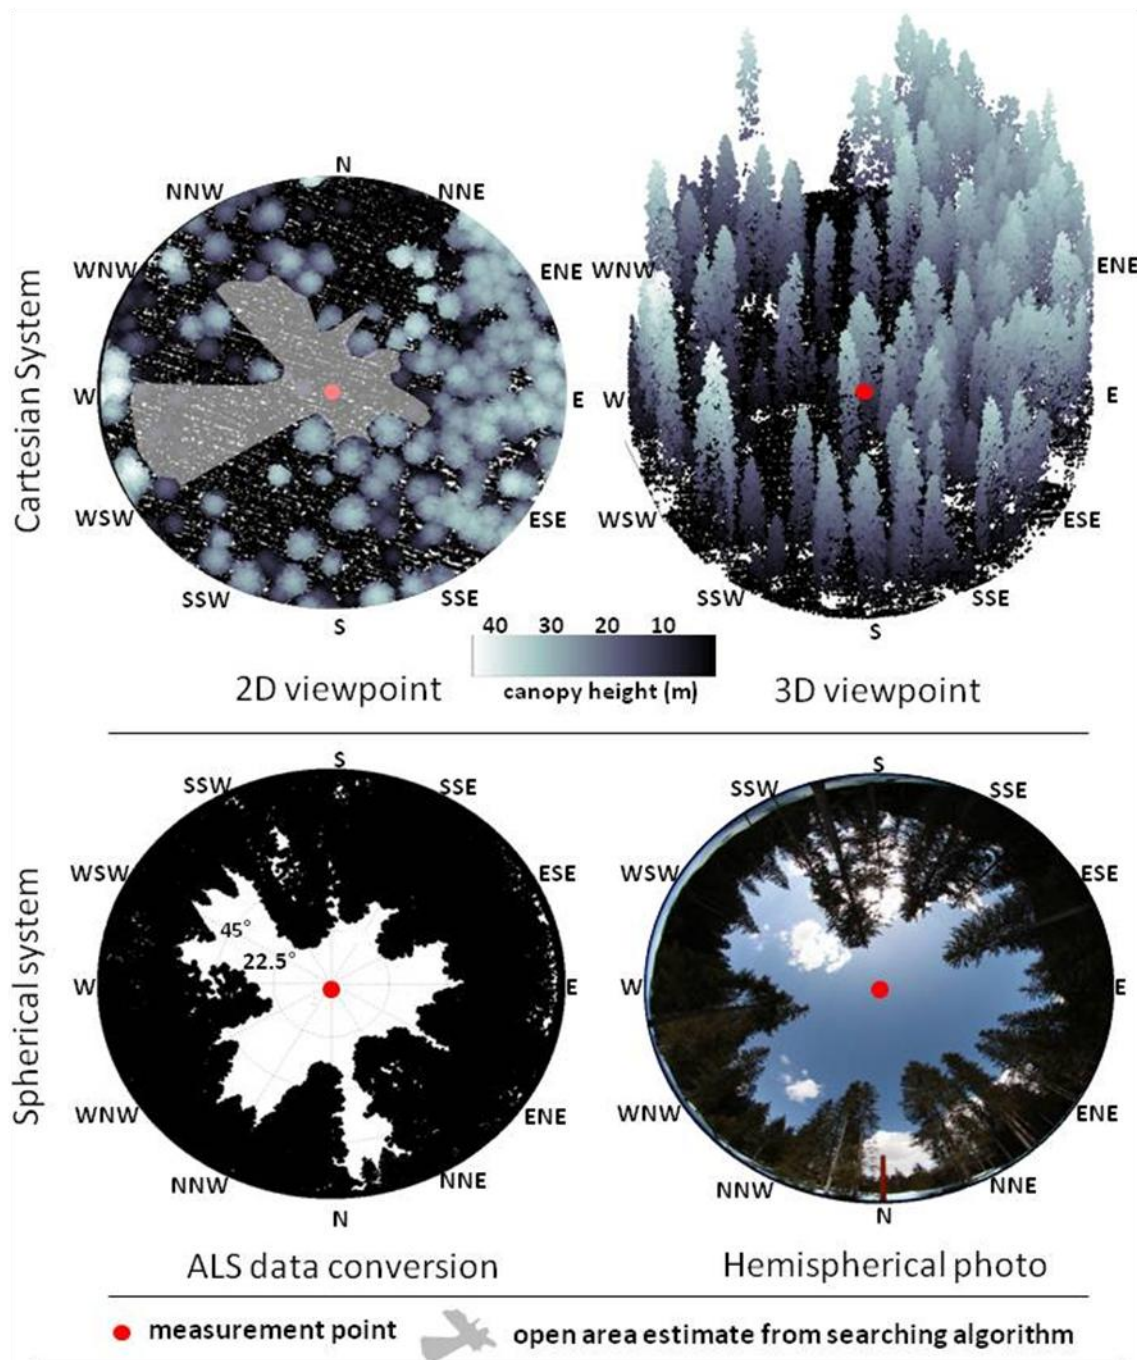 Cartesian System
N
NNW
NNE
WNW
ENE
W
E
WSW
ESE
SSW
SSE
S
2D viewpoint
WNW
ENE
W
E
WSW
ESE
SSW
SSE
S
3D viewpoint
40 30 20 10
canopy height (m)
Spherical system
S
SSW
SSE
WSW
ESE
45°
22.5°
W
E
WNW
ENE
NNW
NNE
N
ALS data conversion
S
SSW
SSE
WSW
ESE
W
E
WNW
ENE
NNW
NNE
N
Hemispherical photo
measurement point
open area estimate from searching algorithm